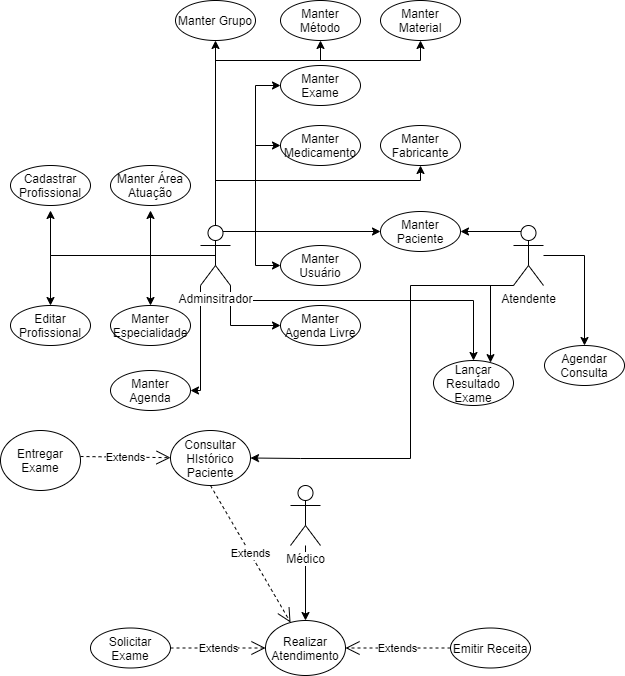 Manter Grupo
Manter
Método
Manter
Material
Manter
Exame
Manter
Medicamento
Manter
Fabricante
Cadastrar
Profissional
Manter Área
Atuação
Manter
Paciente
Manter
Usuário
Adminsitrador
Atendente
Editar
Profissional
Manter
Especialidade
Manter
Agenda Livre
Manter
Agenda
Lançar
Resultado
Exame
Agendar
Consulta
Entregar
Exame
Extends
Consultar
HIstórico
Paciente
Extends
Médico
Solicitar
Exame
Extends
Realizar
Atendimento
Extends
Emitir Receita